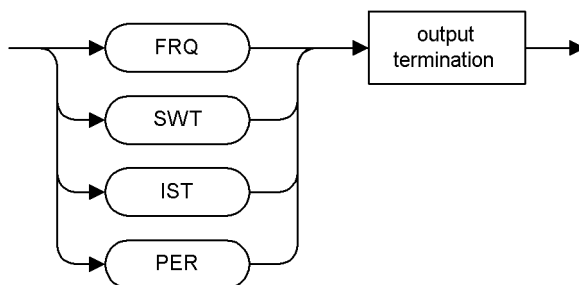 FRQ
output
termination
SWT
IST
PER